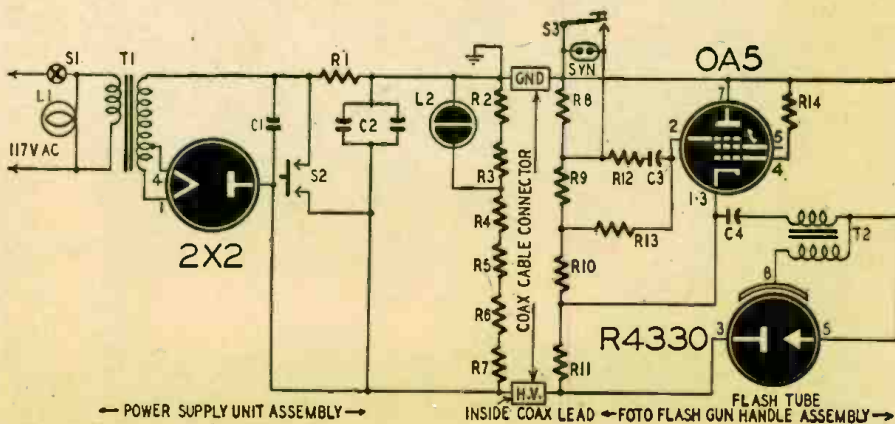 S1
T1
L1
117V AC
4
1
2X2
C1
S2
R1
C2
L2
R2
R3
R4
R5
R6
R7
GND
COAX CABLE CONNECTOR
H.V.
S3
SYN
R8
R9
R10
R11
R12
C3
R13
OA5
7
2
5
4
1·3
R14
C4
T2
8
3
5
R4330
FLASH TUBE
POWER SUPPLY UNIT ASSEMBLY
INSIDE COAX LEAD
FOTO FLASH GUN HANDLE ASSEMBLY